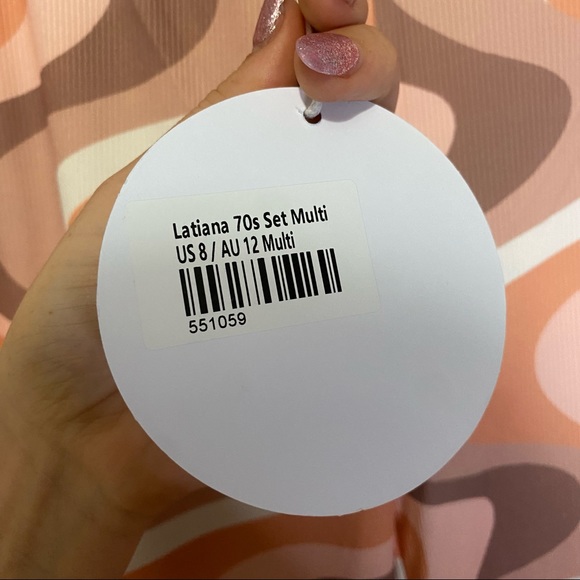 Latiana 70s Set Multi
US 8 / AU 12 Multi
551059